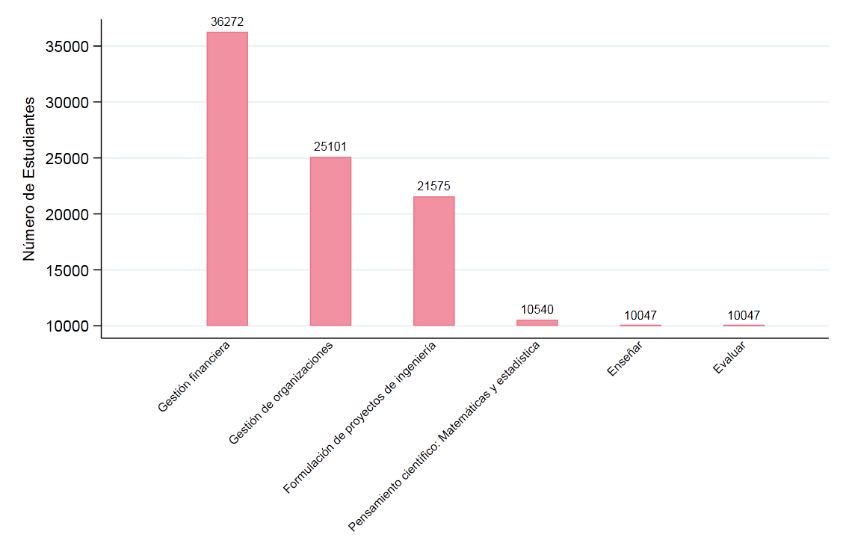 36272
35000
30000
25101
25000
21575
20000
15000
10540
10047
10047
10000
Número de Estudiantes
Gestión financiera
Gestión de organizaciones
Formulación de proyectos de ingeniería
Pensamiento científico: Matemáticas y estadística
Enseñar
Evaluar